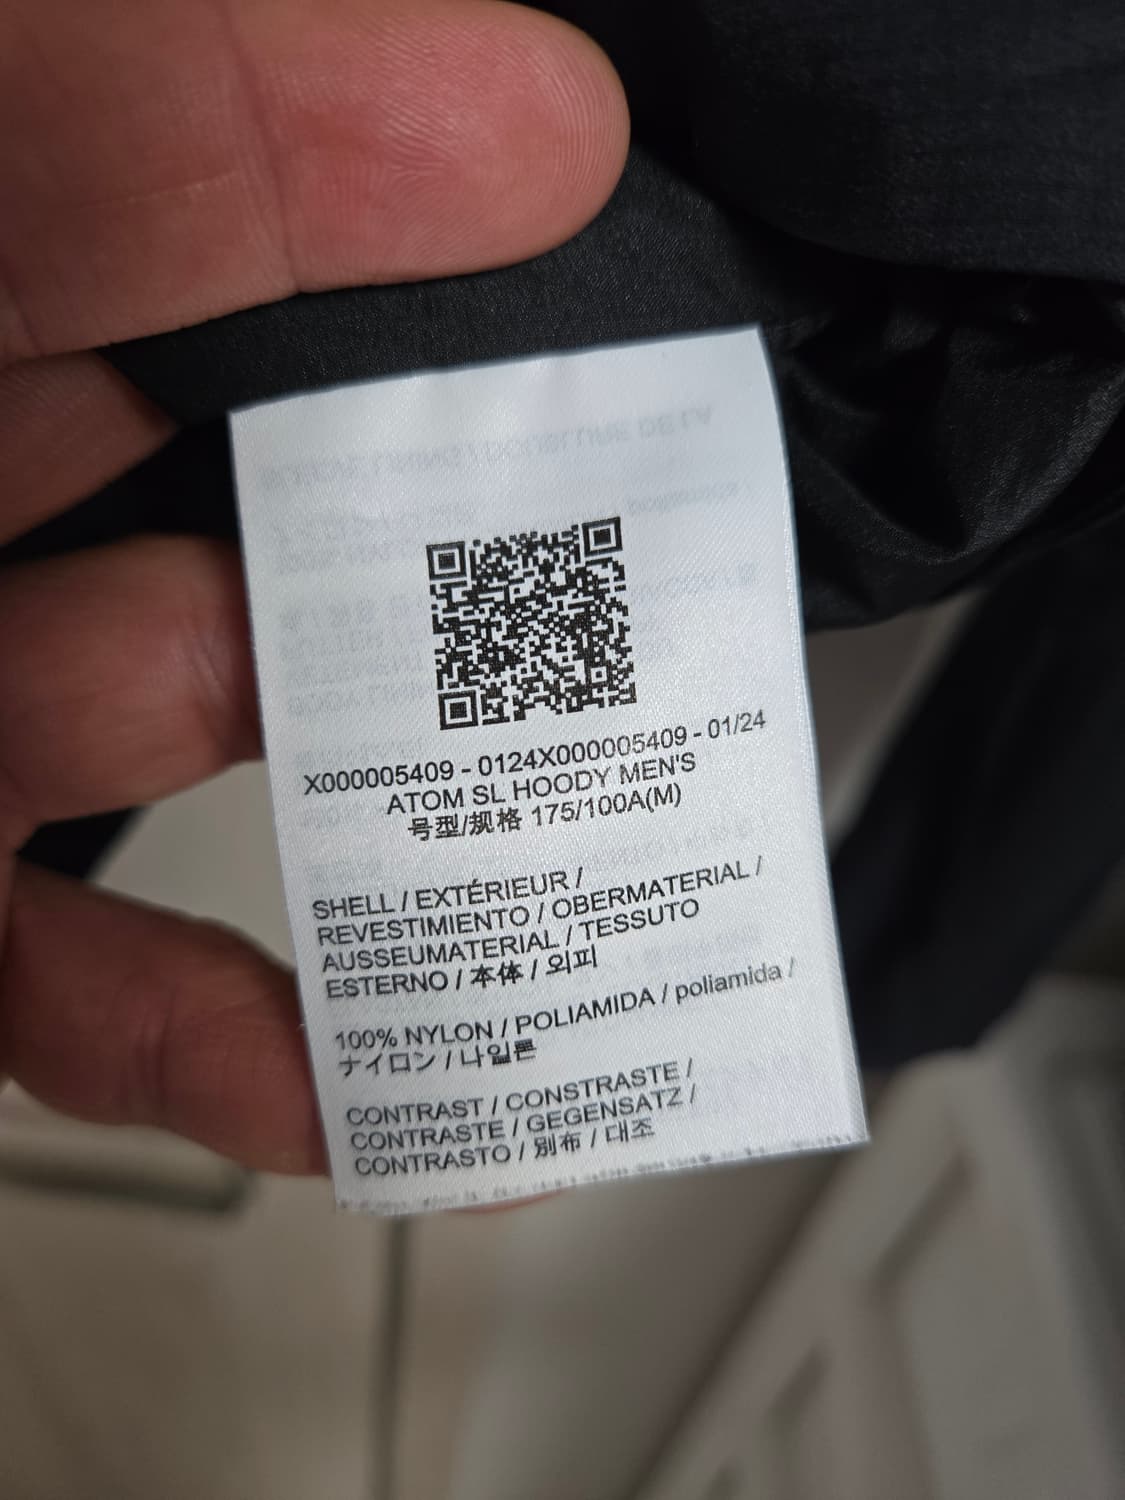 X000005409 - 0124X000005409 - 01/24
ATOM SL HOODY MEN'S
号型/规格 175/100A(M)
SHELL / EXTÉRIEUR /
REVESTIMIENTO / OBERMATERIAL /
AUSSEUMATERIAL / TESSUTO
ESTERNO / 本体 / 외피
100% NYLON / POLIAMIDA / poliamida /
ナイロン / 나일론
CONTRAST / CONSTRASTE /
CONTRASTE / GEGENSATZ /
CONTRASTO / 別布 / 대조